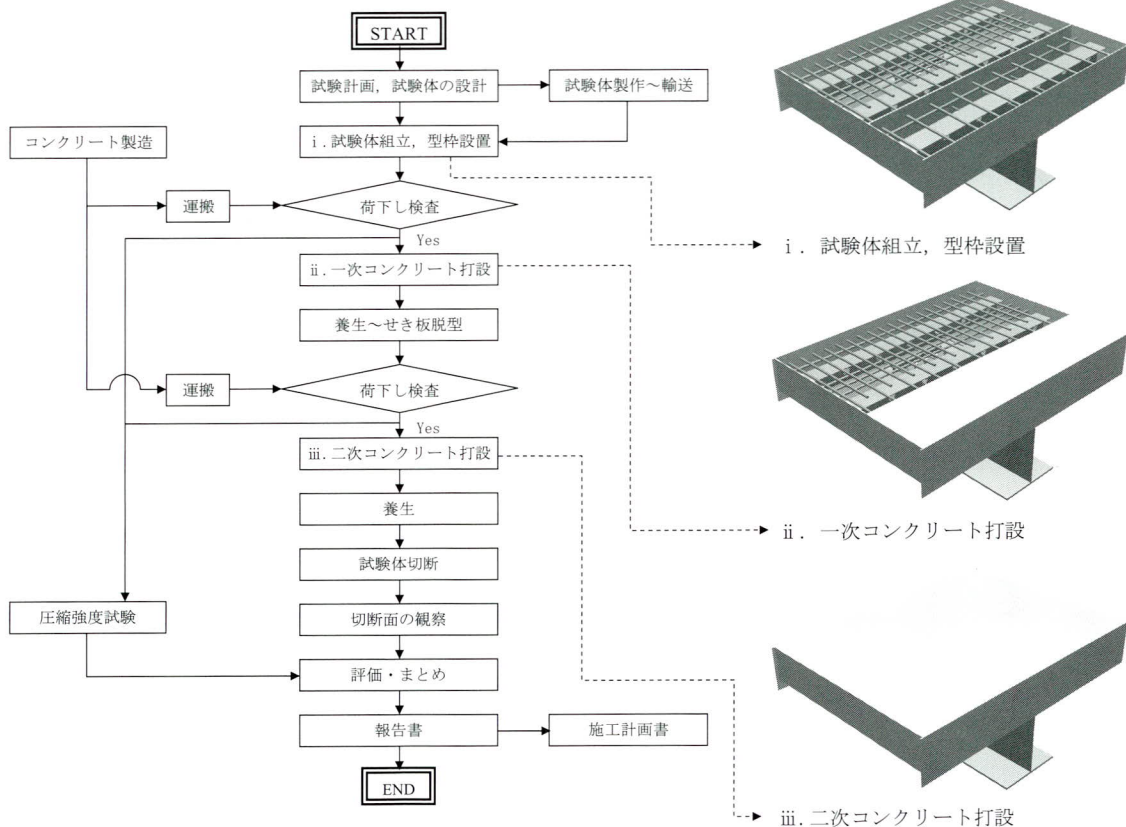 START
試験計画，試験体の設計
試験体製作～輸送
コンクリート製造
ⅰ.試験体組立，型枠設置
運搬
荷下し検査
Yes
ⅰ. 試験体組立，型枠設置
ⅱ.一次コンクリート打設
養生～せき板脱型
運搬
荷下し検査
Yes
ⅲ.二次コンクリート打設
養生
ⅱ. 一次コンクリート打設
試験体切断
圧縮強度試験
切断面の観察
評価・まとめ
報告書
施工計画書
END
ⅲ.二次コンクリート打設